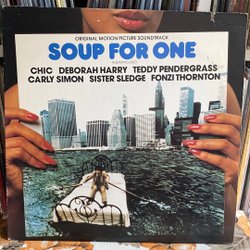 ORIGINAL MOTION PICTURE SOUNDTRACK
SOUP FOR ONE
CHIC DEBORAH HARRY TEDDY PENDERGRASS
CARLY SIMON SISTER SLEDGE FONZI THORNTON